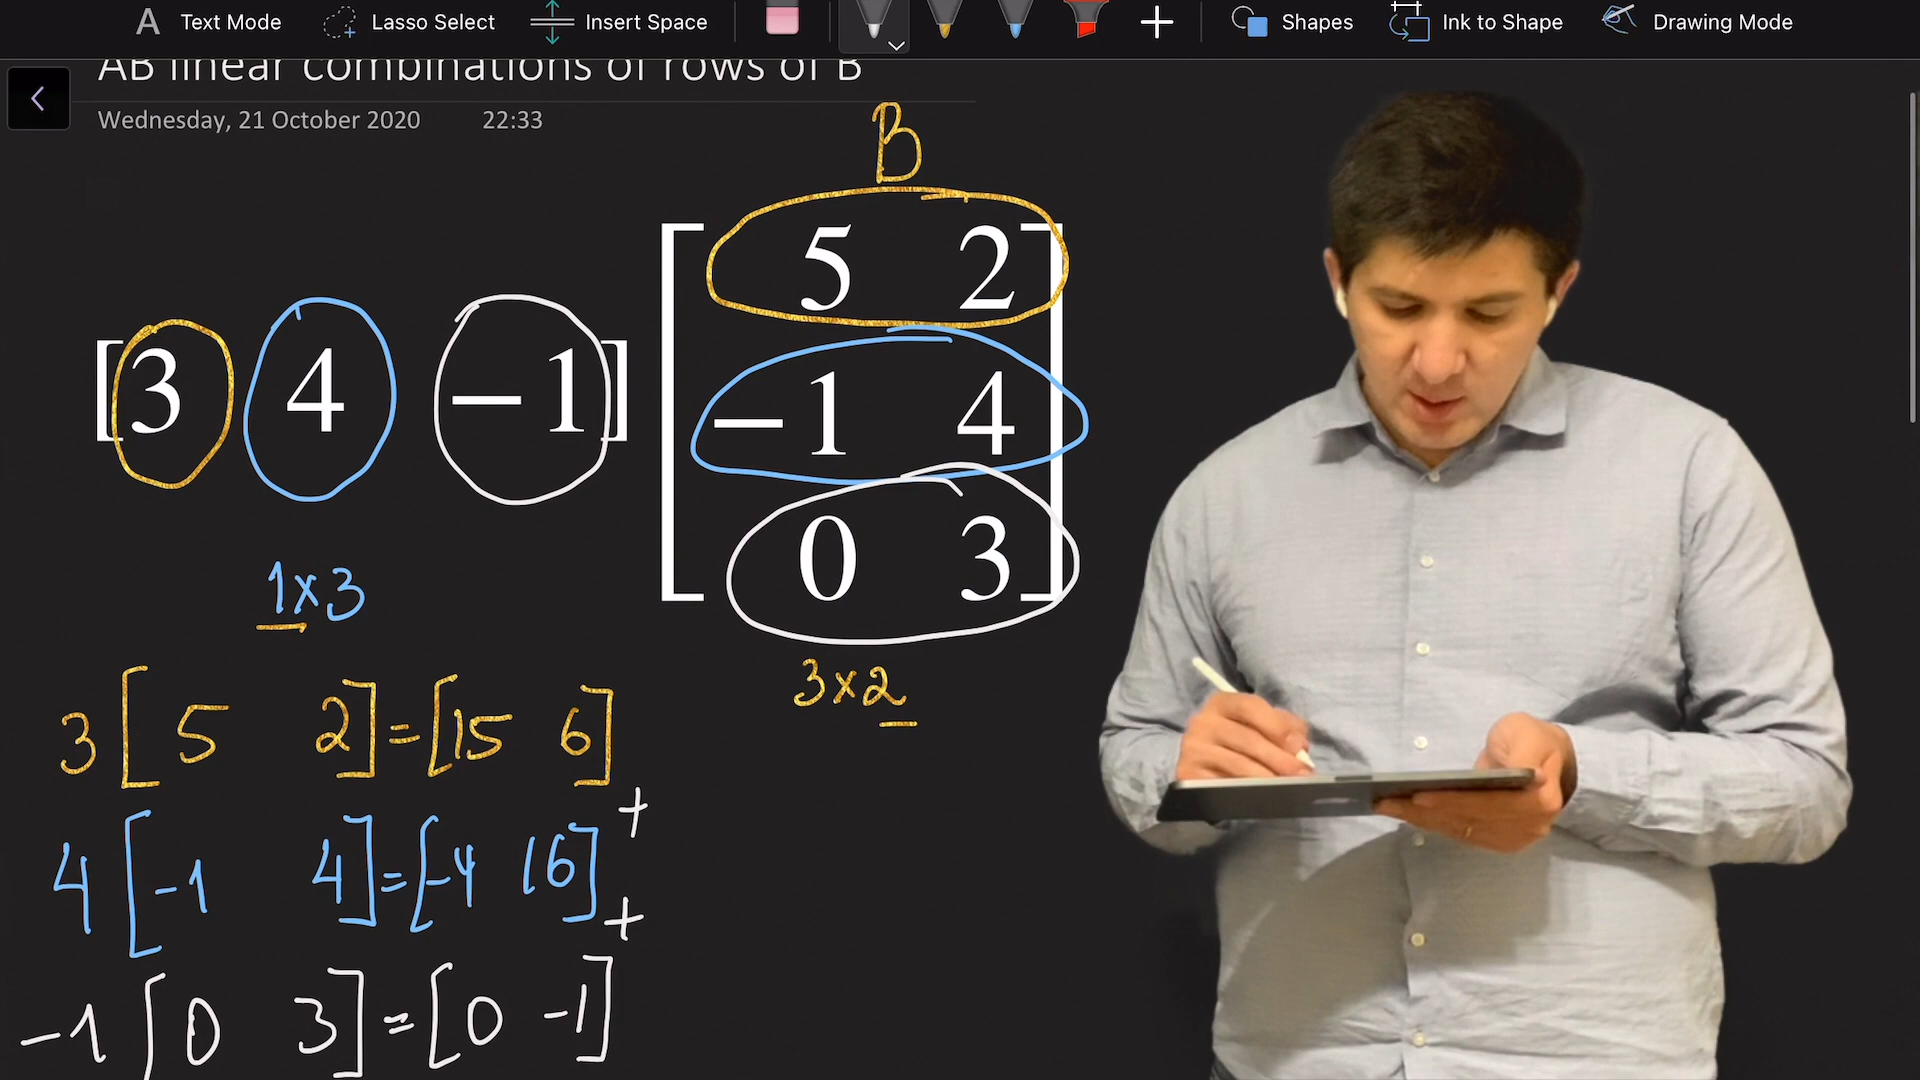 Text Mode Lasso Select Insert Space Shapes Ink to Shape Drawing Mode
AB linear combinations of rows of B
Wednesday, 21 October 2020 22:33
B
[3 4 −1] [5 2
−1 4
0 3]
1x3
3x2
3[5 2]=[15 6]
+
4[-1 4]=[-4 16]
+
-1[0 3]=[0 -1]